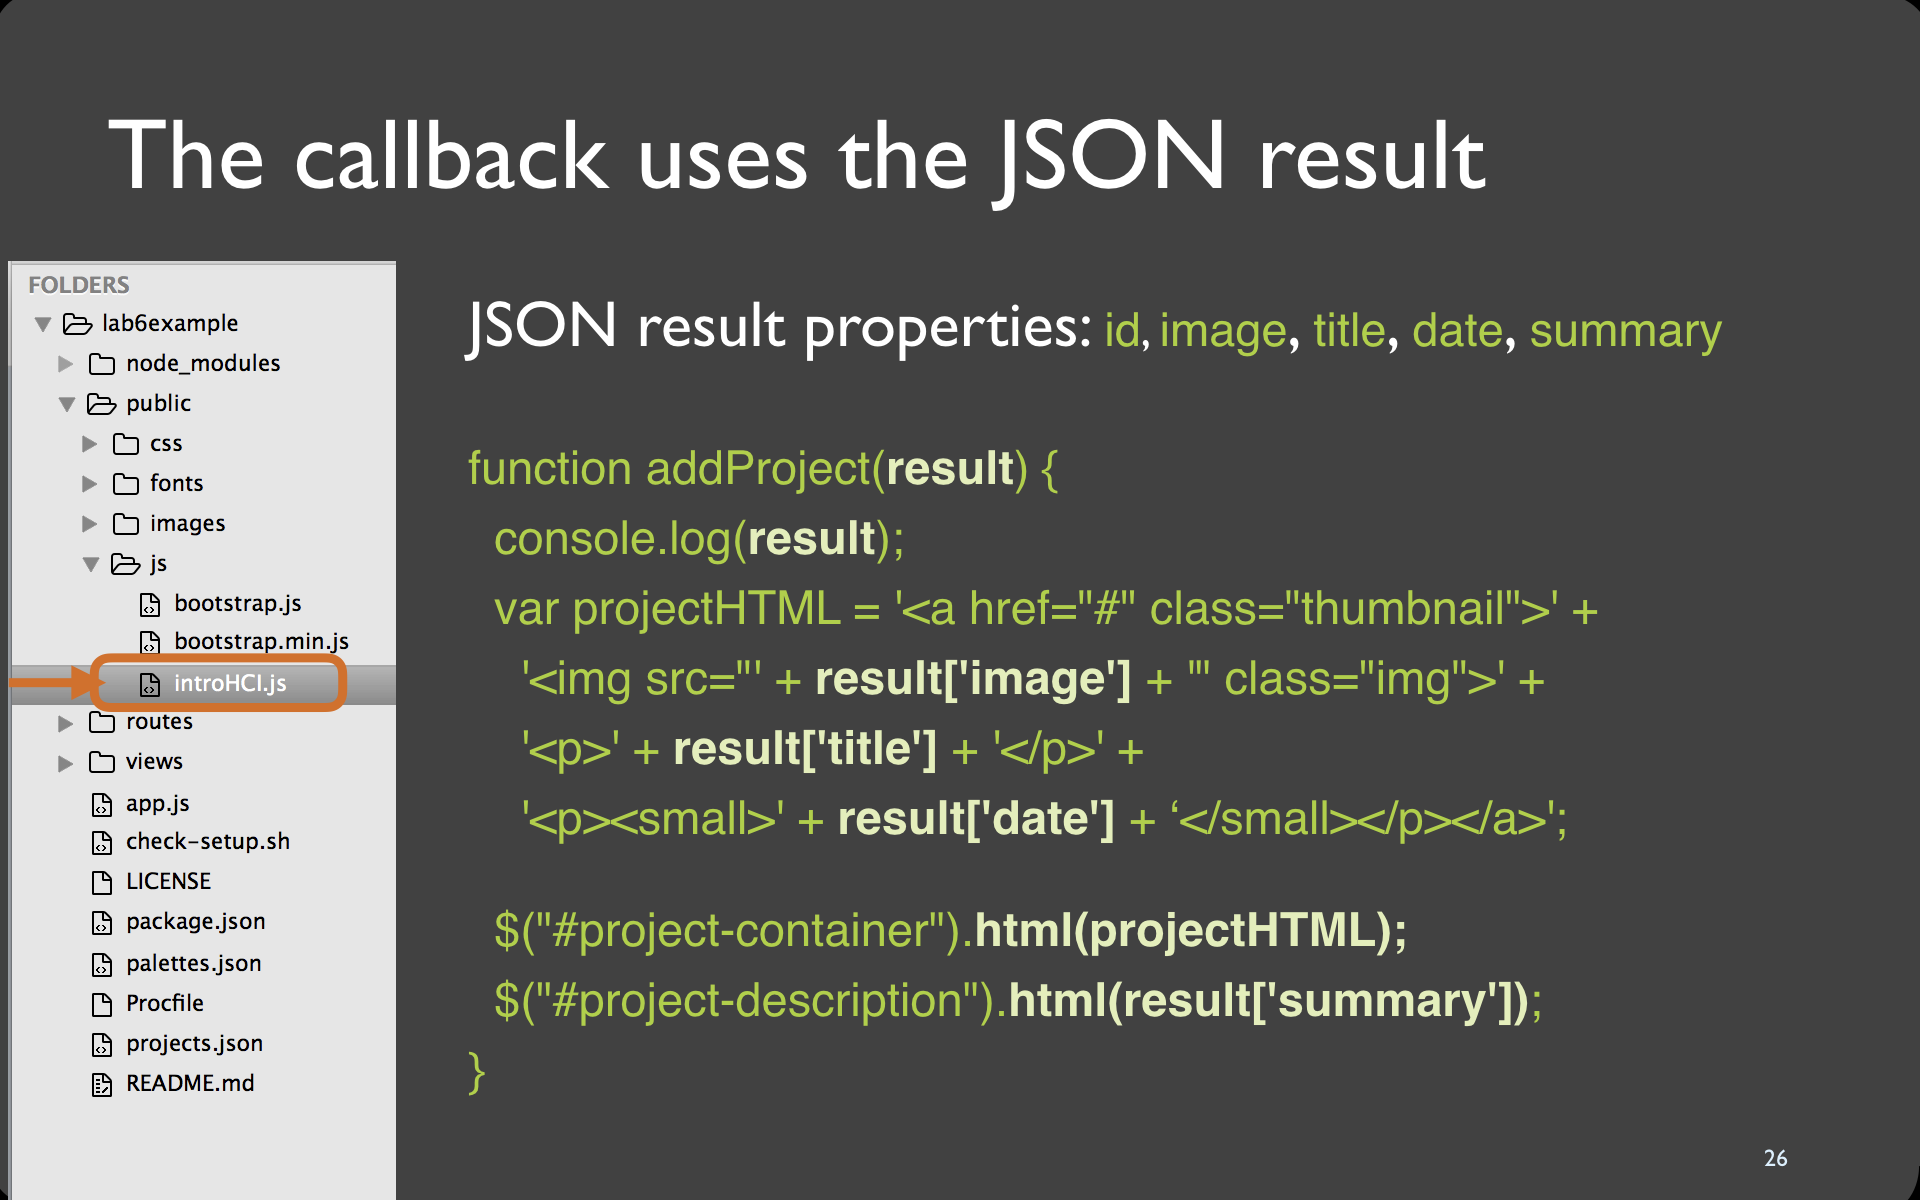 The callback uses the JSON result
FOLDERS
lab6example
node_modules
public
css
fonts
images
js
bootstrap.js
bootstrap.min.js
introHCI.js
routes
views
app.js
check-setup.sh
LICENSE
package.json
palettes.json
Procfile
projects.json
README.md
JSON result properties: id, image, title, date, summary
function addProject(result) {
console.log(result);
var projectHTML = '<a href="#" class="thumbnail">' +
'<img src="' + result['image'] + '" class="img">' +
'<p>' + result['title'] + '</p>' +
'<p><small>' + result['date'] + ‘</small></p></a>';
$("#project-container").html(projectHTML);
$("#project-description").html(result['summary']);
}
26